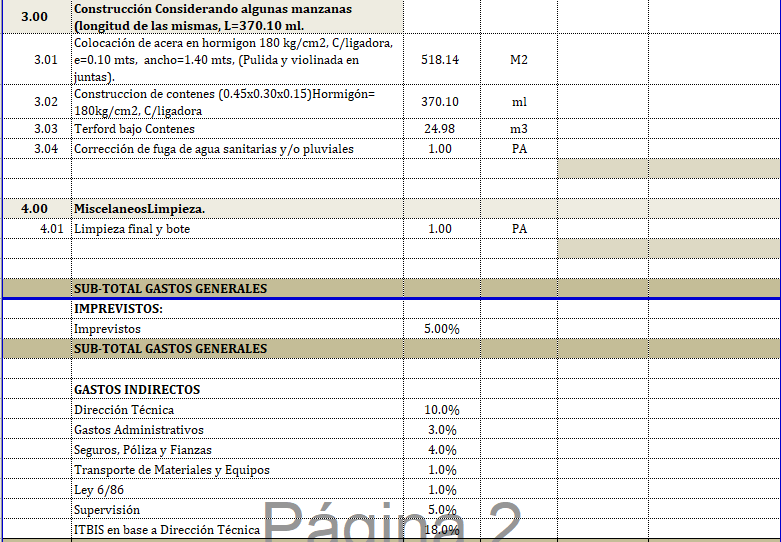 3.00 Construcción Considerando algunas manzanas
(longitud de las mismas, L=370.10 ml.
Colocación de acera en hormigon 180 kg/cm2, C/ligadora,
3.01 e=0.10 mts, ancho=1.40 mts, (Pulida y violinada en 518.14 M2
juntas).
3.02 Construccion de contenes (0.45x0.30x0.15)Hormigón= 370.10 ml
180kg/cm2, C/ligadora
3.03 Terford bajo Contenes 24.98 m3
3.04 Corrección de fuga de agua sanitarias y/o pluviales 1.00 PA
4.00 MiscelaneosLimpieza.
4.01 Limpieza final y bote 1.00 PA
SUB-TOTAL GASTOS GENERALES
IMPREVISTOS:
Imprevistos 5.00%
SUB-TOTAL GASTOS GENERALES
GASTOS INDIRECTOS
Dirección Técnica 10.0%
Gastos Administrativos 3.0%
Seguros, Póliza y Fianzas 4.0%
Transporte de Materiales y Equipos 1.0%
Ley 6/86 1.0%
Supervisión 5.0%
ITBIS en base a Dirección Técnica 18.0%
Página 2